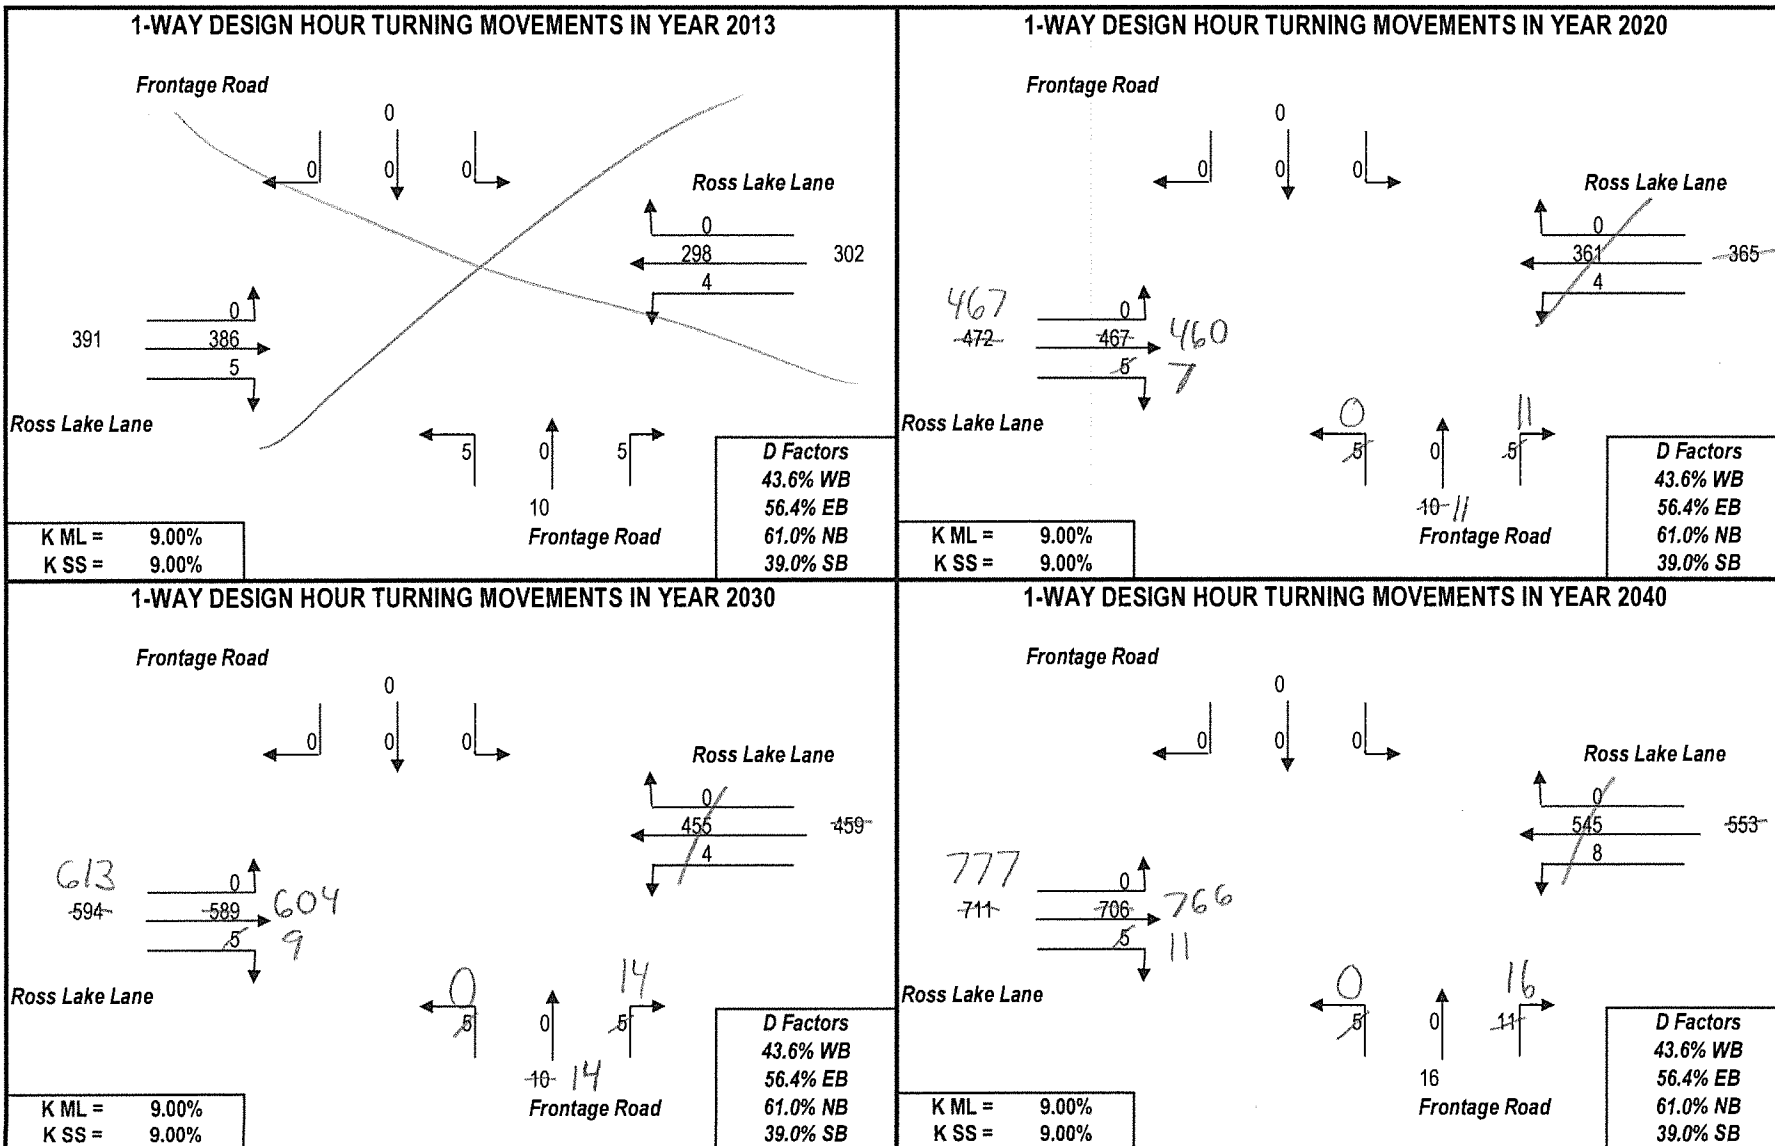 1-WAY DESIGN HOUR TURNING MOVEMENTS IN YEAR 2013
Frontage Road
0
0 0 0
Ross Lake Lane
0
298 302
4
0
391 386
5
Ross Lake Lane
5 0 5
10
Frontage Road
D Factors
43.6% WB
56.4% EB
61.0% NB
39.0% SB
K ML = 9.00%
K SS = 9.00%
1-WAY DESIGN HOUR TURNING MOVEMENTS IN YEAR 2020
Frontage Road
0
0 0 0
Ross Lake Lane
0
361 365
4
467 0
472 467 460
5 7
Ross Lake Lane
0 11
5 0 5
10 11
Frontage Road
D Factors
43.6% WB
56.4% EB
61.0% NB
39.0% SB
K ML = 9.00%
K SS = 9.00%
1-WAY DESIGN HOUR TURNING MOVEMENTS IN YEAR 2030
Frontage Road
0
0 0 0
Ross Lake Lane
0
455 459
4
613 0
594 589 604
5 9
Ross Lake Lane
0 14
5 0 5
10 14
Frontage Road
D Factors
43.6% WB
56.4% EB
61.0% NB
39.0% SB
K ML = 9.00%
K SS = 9.00%
1-WAY DESIGN HOUR TURNING MOVEMENTS IN YEAR 2040
Frontage Road
0
0 0 0
Ross Lake Lane
0
545 553
8
777 0
711 706 766
5 11
Ross Lake Lane
0 16
5 0 11
16
Frontage Road
D Factors
43.6% WB
56.4% EB
61.0% NB
39.0% SB
K ML = 9.00%
K SS = 9.00%